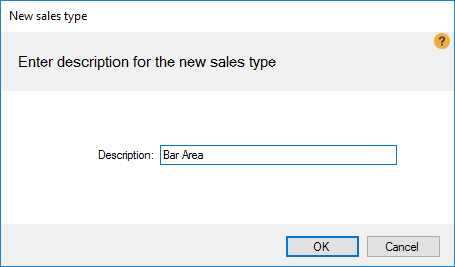 New sales type
?
Enter description for the new sales type
Description: Bar Area
OK Cancel